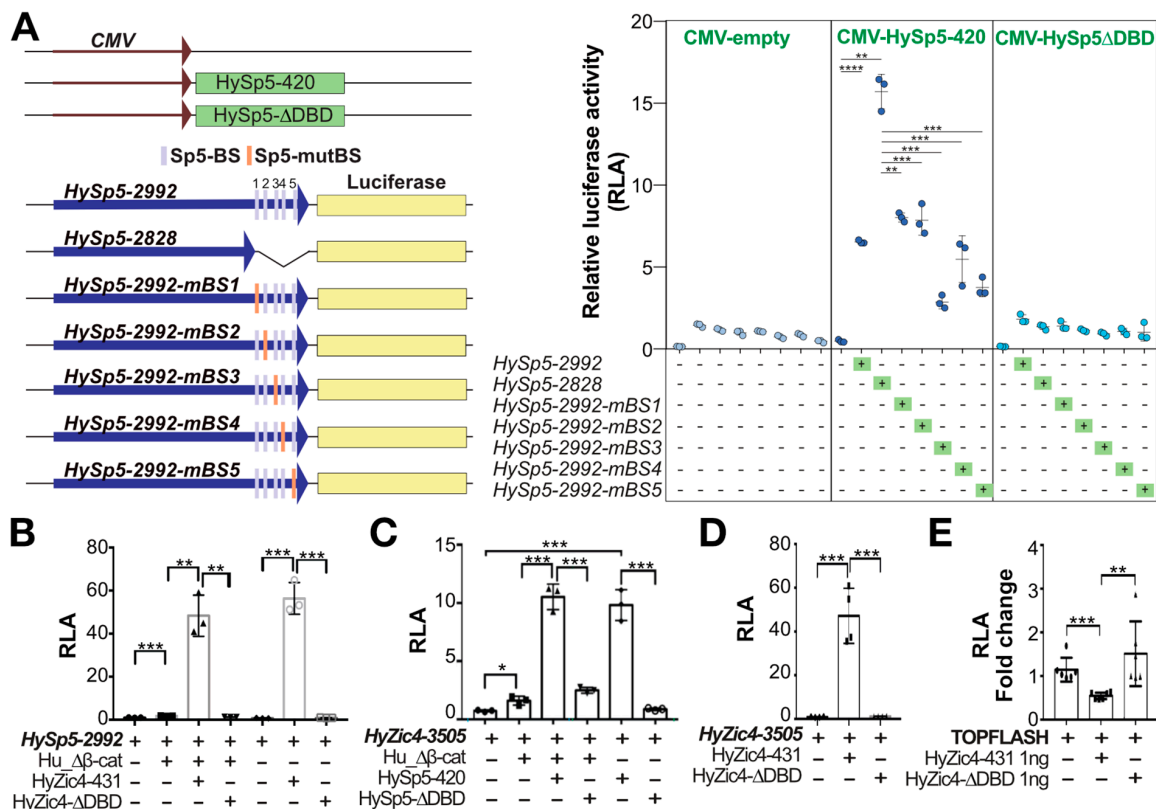 A
CMV
HySp5-420
HySp5-ΔDBD
Sp5-BS Sp5-mutBS
1 2 34 5
HySp5-2992 Luciferase
HySp5-2828
HySp5-2992-mBS1
HySp5-2992-mBS2
HySp5-2992-mBS3
HySp5-2992-mBS4
HySp5-2992-mBS5
Relative luciferase activity
(RLA)
20
15
10
5
0
CMV-empty CMV-HySp5-420 CMV-HySp5ΔDBD
**
****
***
***
***
***
**
HySp5-2992 - - - - - - - - + - - - - - - - + - - - - - -
HySp5-2828 - - - - - - - - - + - - - - - - - + - - - - -
HySp5-2992-mBS1 - - - - - - - - - - + - - - - - - - + - - - -
HySp5-2992-mBS2 - - - - - - - - - - - + - - - - - - - + - - -
HySp5-2992-mBS3 - - - - - - - - - - - - + - - - - - - - + - -
HySp5-2992-mBS4 - - - - - - - - - - - - - + - - - - - - - + -
HySp5-2992-mBS5 - - - - - - - - - - - - - - + - - - - - - - +
B
RLA
80
60
40
20
0
*** ** ** *** ***
HySp5-2992 + + + + + + +
Hu_Δβ-cat + + +
HyZic4-431 + +
HyZic4-ΔDBD + +
C
RLA
15
10
5
0
***
* *** *** ***
HyZic4-3505 + + + + + +
Hu_Δβ-cat + + +
HySp5-420 + +
HySp5-ΔDBD + +
D
RLA
80
60
40
20
0
*** ***
HyZic4-3505 + + +
HyZic4-431 +
HyZic4-ΔDBD +
E
RLA
Fold change
4
3
2
1
0
*** **
TOPFLASH + + +
HyZic4-431 1ng +
HyZic4-ΔDBD 1ng +